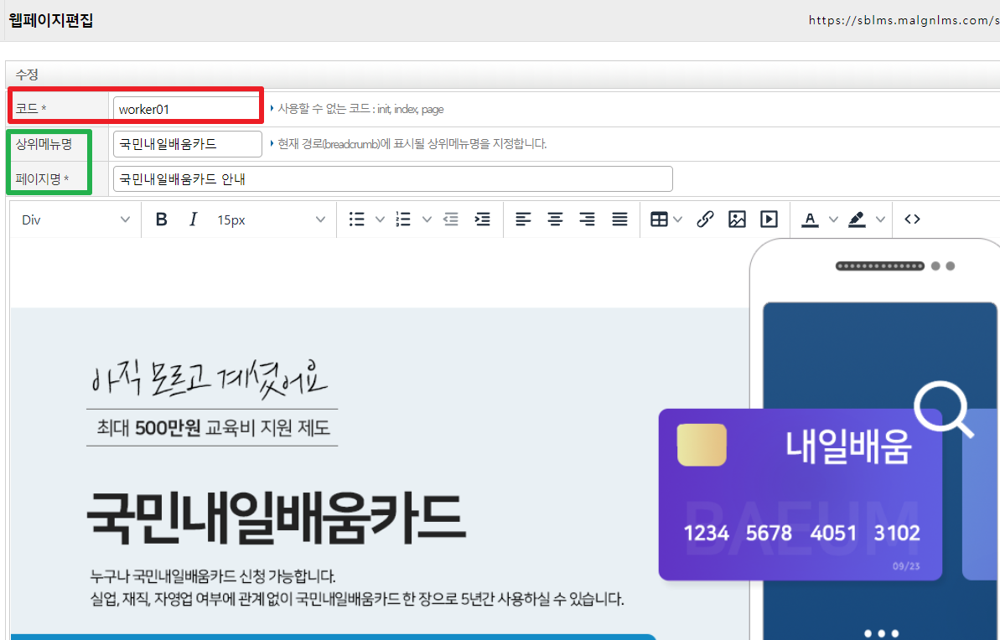 웹페이지편집
https://sblms.malgnlms.com/s
수정
코드 * worker01 사용할 수 없는 코드 : init, index, page
상위메뉴명 국민내일배움카드 현재 경로(breadcrumb)에 표시될 상위메뉴명을 지정합니다.
페이지명 * 국민내일배움카드 안내
Div B I 15px A
아직 모르고 계셨어요
최대 500만원 교육비 지원 제도
국민내일배움카드
누구나 국민내일배움카드 신청 가능합니다.
실업, 재직, 자영업 여부에 관계 없이 국민내일배움카드 한 장으로 5년간 사용하실 수 있습니다.
내일배움
BAEUM
1234 5678 4051 3102
09/23